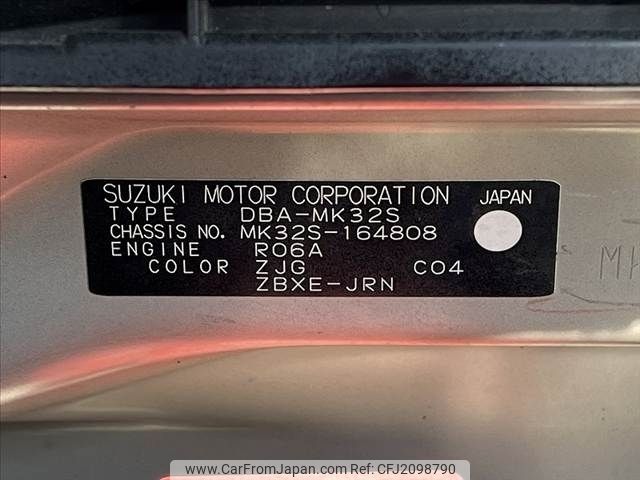 SUZUKI MOTOR CORPORATION JAPAN
TYPE DBA-MK32S
CHASSIS NO. MK32S-164808
ENGINE R06A
COLOR ZJG C04
ZBXE-JRN
www.CarFromJapan.com * Ref: CFJ2098790